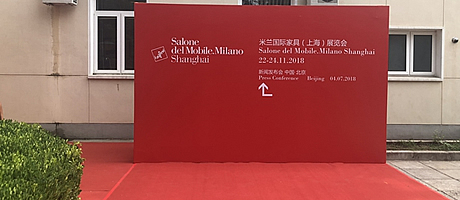 Salone
del Mobile.Milano
Shanghai
米兰国际家具（上海）展览会
Salone del Mobile.Milano Shanghai
22-24.11.2018
新闻发布会 中国·北京
Press Conference Beijing 04.07.2018